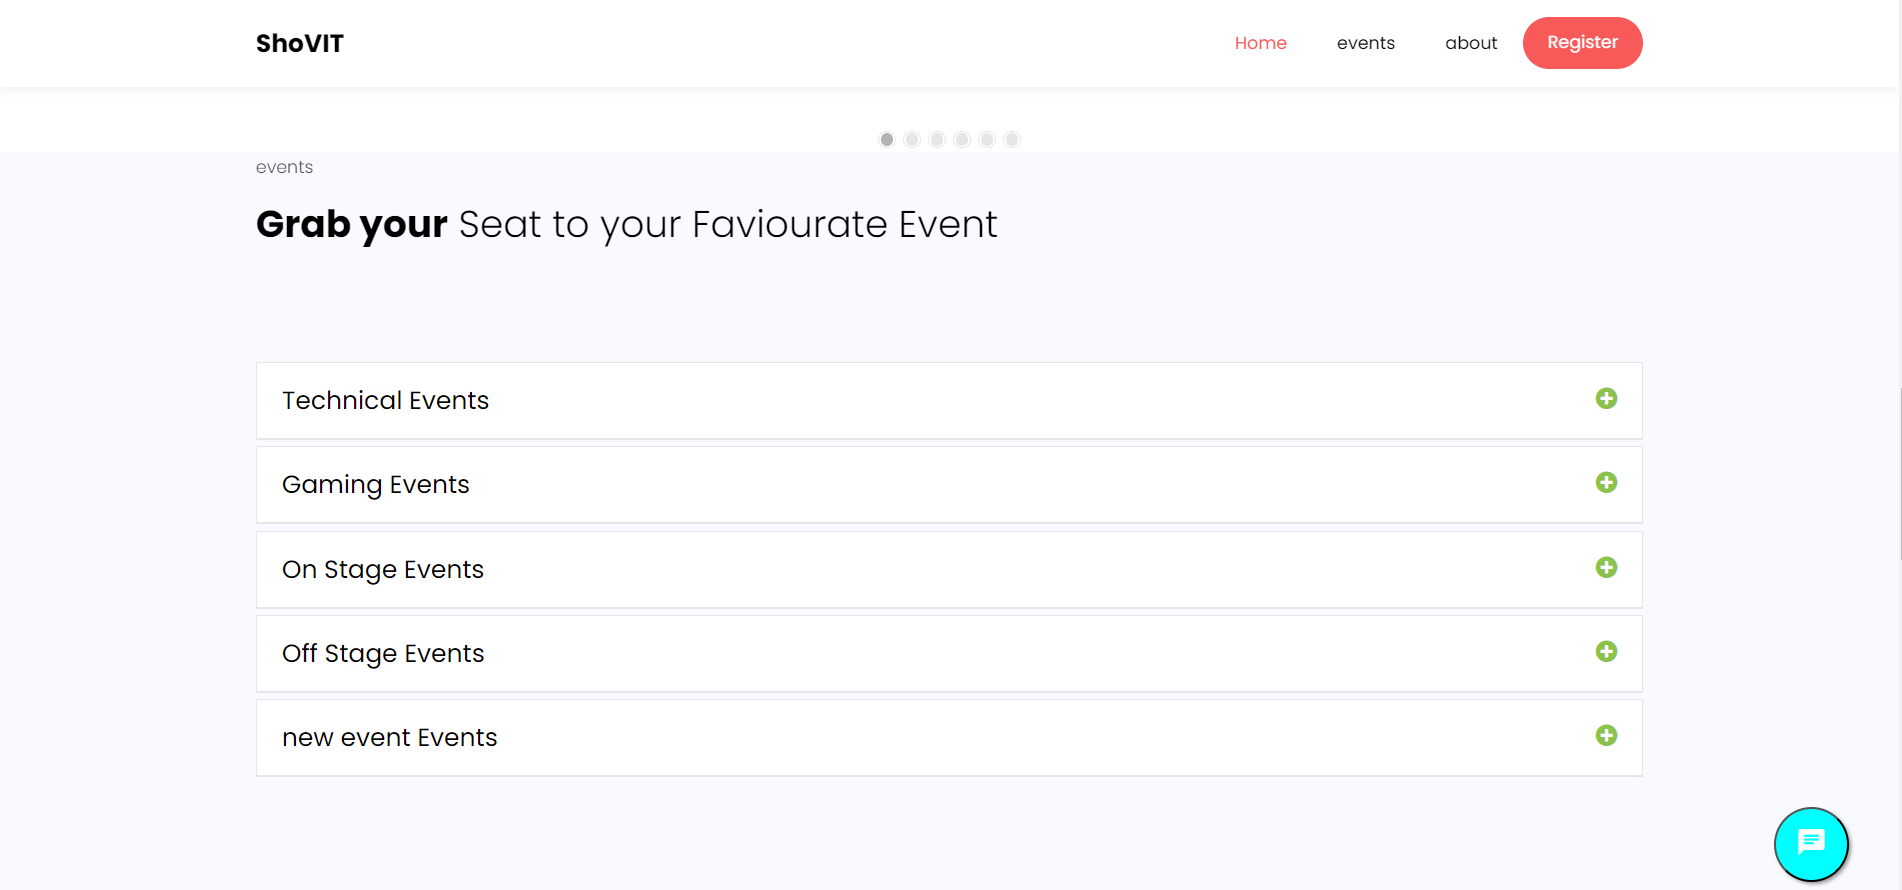 ShoVIT
Home events about Register
events
Grab your Seat to your Faviourate Event
Technical Events
Gaming Events
On Stage Events
Off Stage Events
new event Events